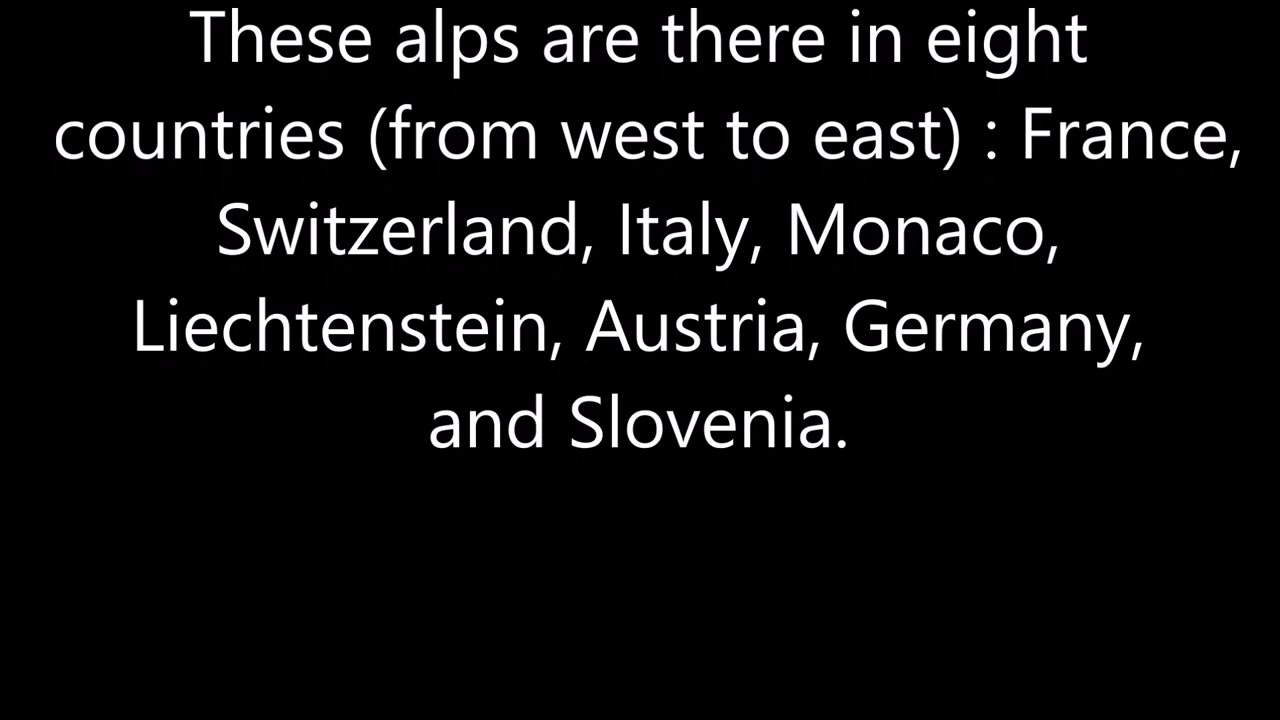 These alps are there in eight
countries (from west to east) : France,
Switzerland, Italy, Monaco,
Liechtenstein, Austria, Germany,
and Slovenia.